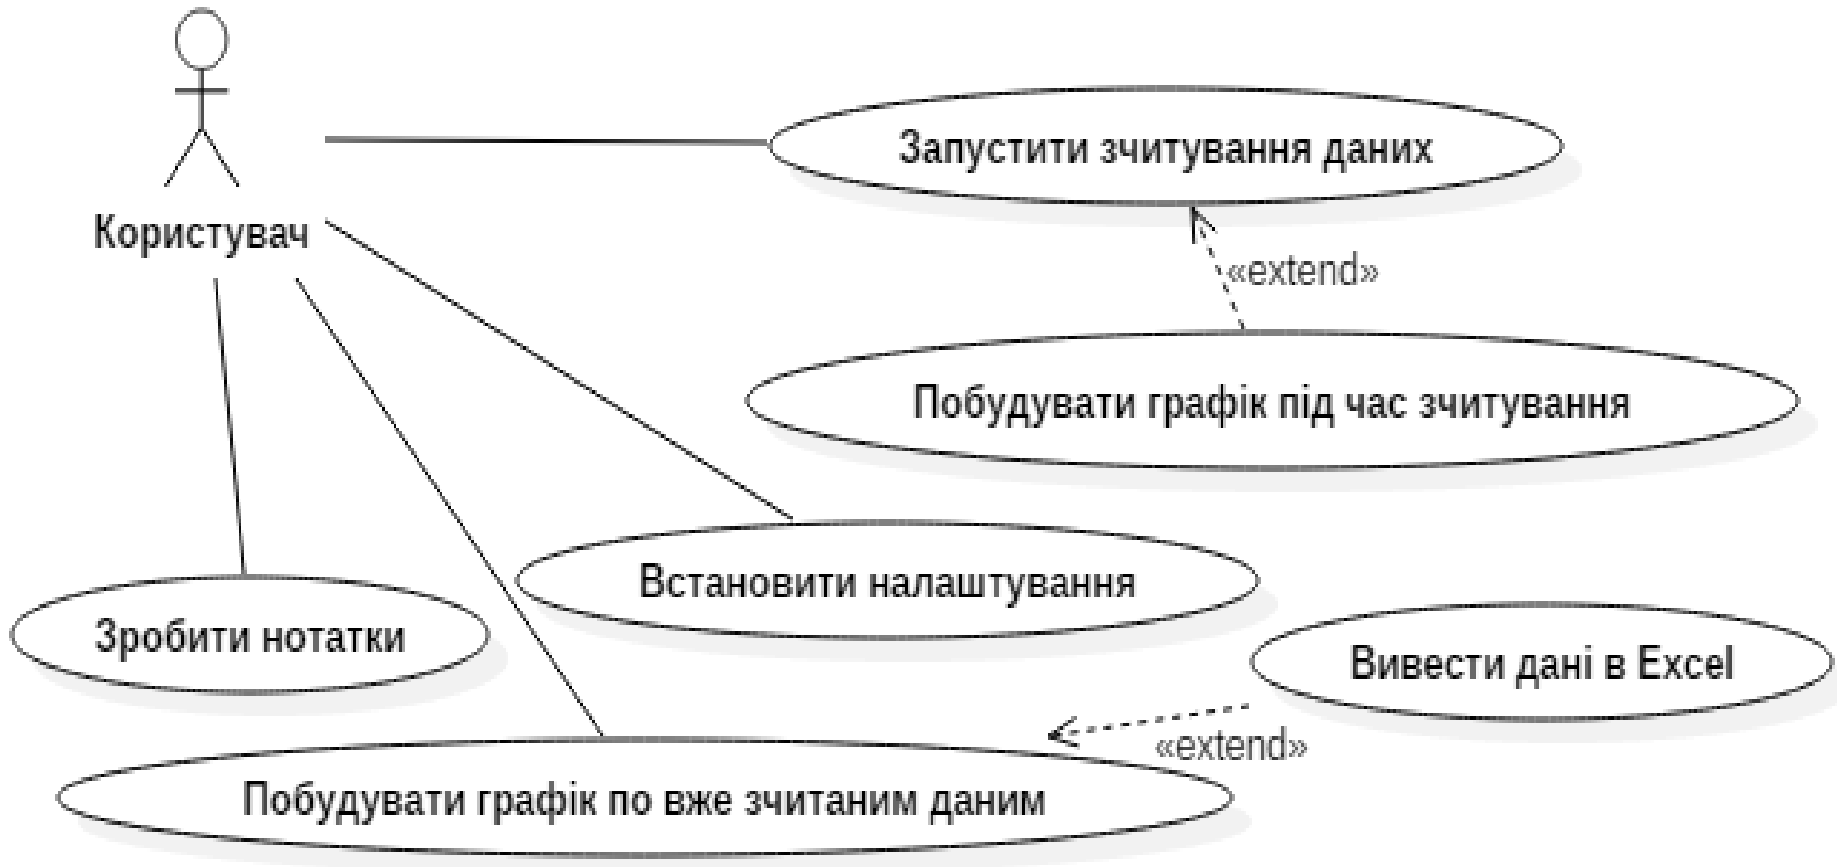 Запустити зчитування даних
Користувач
«extend»
Побудувати графік під час зчитування
Встановити налаштування
Зробити нотатки
Вивести дані в Excel
«extend»
Побудувати графік по вже зчитаним даним